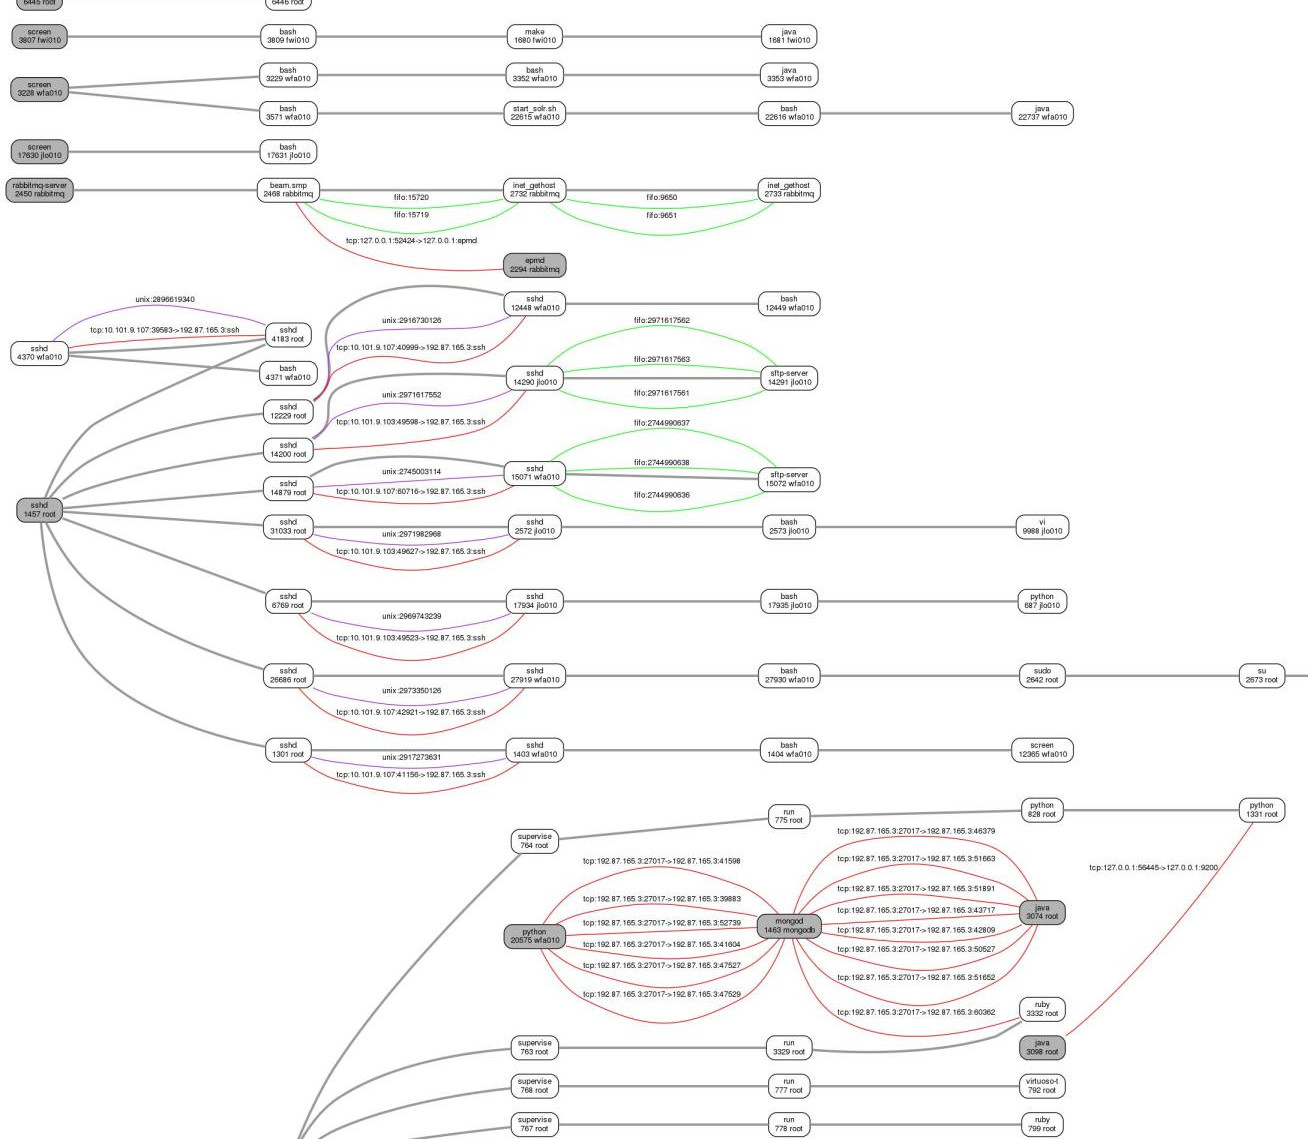 6445 root
6446 root
screen
3807 fwi010
bash
3809 fwi010
make
1680 fwi010
java
1681 fwi010
screen
3228 wfa010
bash
3229 wfa010
bash
3352 wfa010
java
3353 wfa010
bash
3571 wfa010
start_solr.sh
22615 wfa010
bash
22616 wfa010
java
22737 wfa010
screen
17630 jlo010
bash
17631 jlo010
rabbitmq-server
2450 rabbitmq
beam.smp
2468 rabbitmq
fifo:15720
fifo:15719
inet_gethost
2732 rabbitmq
fifo:9650
fifo:9651
inet_gethost
2733 rabbitmq
tcp:127.0.0.1:52424->127.0.0.1:epmd
epmd
2294 rabbitmq
unix:2896619340
tcp:10.101.9.107:39583->192.87.165.3:ssh
sshd
4370 wfa010
sshd
4183 root
bash
4371 wfa010
unix:2916730126
tcp:10.101.9.107:40999->192.87.165.3:ssh
sshd
12448 wfa010
bash
12449 wfa010
sshd
12229 root
unix:2971617552
tcp:10.101.9.103:49598->192.87.165.3:ssh
sshd
14290 jlo010
fifo:2971617562
fifo:2971617563
fifo:2971617561
sftp-server
14291 jlo010
sshd
14200 root
sshd
14879 root
unix:2745003114
tcp:10.101.9.107:60716->192.87.165.3:ssh
sshd
15071 wfa010
fifo:2744990637
fifo:2744990638
fifo:2744990636
sftp-server
15072 wfa010
sshd
1457 root
sshd
31033 root
unix:2971982968
tcp:10.101.9.103:49627->192.87.165.3:ssh
sshd
2572 jlo010
bash
2573 jlo010
vi
9988 jlo010
sshd
6769 root
unix:2969743239
tcp:10.101.9.103:49523->192.87.165.3:ssh
sshd
17934 jlo010
bash
17935 jlo010
python
687 jlo010
sshd
26686 root
unix:2973350126
tcp:10.101.9.107:42921->192.87.165.3:ssh
sshd
27919 wfa010
bash
27930 wfa010
sudo
2642 root
su
2673 root
sshd
1301 root
unix:2917273631
tcp:10.101.9.107:41156->192.87.165.3:ssh
sshd
1403 wfa010
bash
1404 wfa010
screen
12365 wfa010
supervise
764 root
run
775 root
python
828 root
python
1331 root
tcp:127.0.0.1:56445->127.0.0.1:9200
python
20575 wfa010
tcp:192.87.165.3:27017->192.87.165.3:41598
tcp:192.87.165.3:27017->192.87.165.3:39883
tcp:192.87.165.3:27017->192.87.165.3:52739
tcp:192.87.165.3:27017->192.87.165.3:41604
tcp:192.87.165.3:27017->192.87.165.3:47527
tcp:192.87.165.3:27017->192.87.165.3:47529
mongod
1463 mongodb
tcp:192.87.165.3:27017->192.87.165.3:46379
tcp:192.87.165.3:27017->192.87.165.3:51663
tcp:192.87.165.3:27017->192.87.165.3:51891
tcp:192.87.165.3:27017->192.87.165.3:43717
tcp:192.87.165.3:27017->192.87.165.3:42809
tcp:192.87.165.3:27017->192.87.165.3:50527
tcp:192.87.165.3:27017->192.87.165.3:51652
tcp:192.87.165.3:27017->192.87.165.3:60362
java
3074 root
ruby
3332 root
java
3098 root
supervise
763 root
run
3329 root
supervise
768 root
run
777 root
virtuoso-t
792 root
supervise
767 root
run
778 root
ruby
799 root